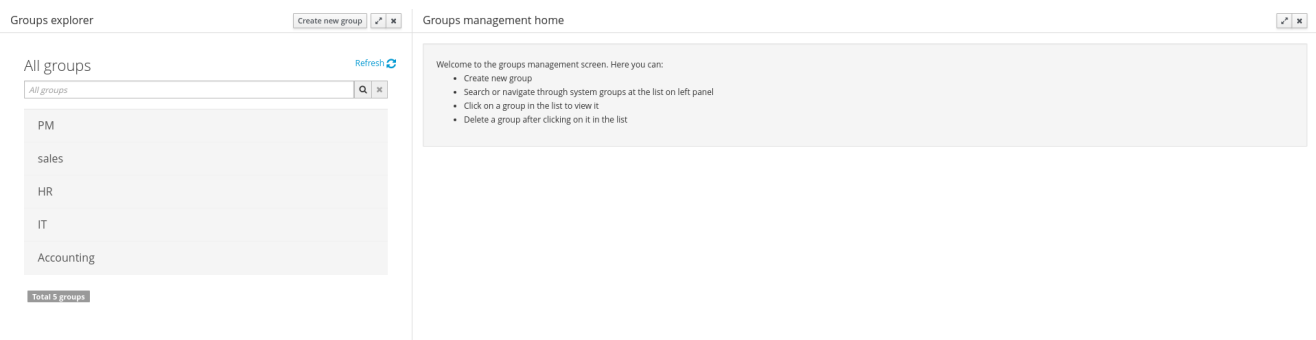 Groups explorer
Create new group
All groups
Refresh
All groups
PM
sales
HR
IT
Accounting
Total 5 groups
Groups management home
Welcome to the groups management screen. Here you can:
Create new group
Search or navigate through system groups at the list on left panel
Click on a group in the list to view it
Delete a group after clicking on it in the list